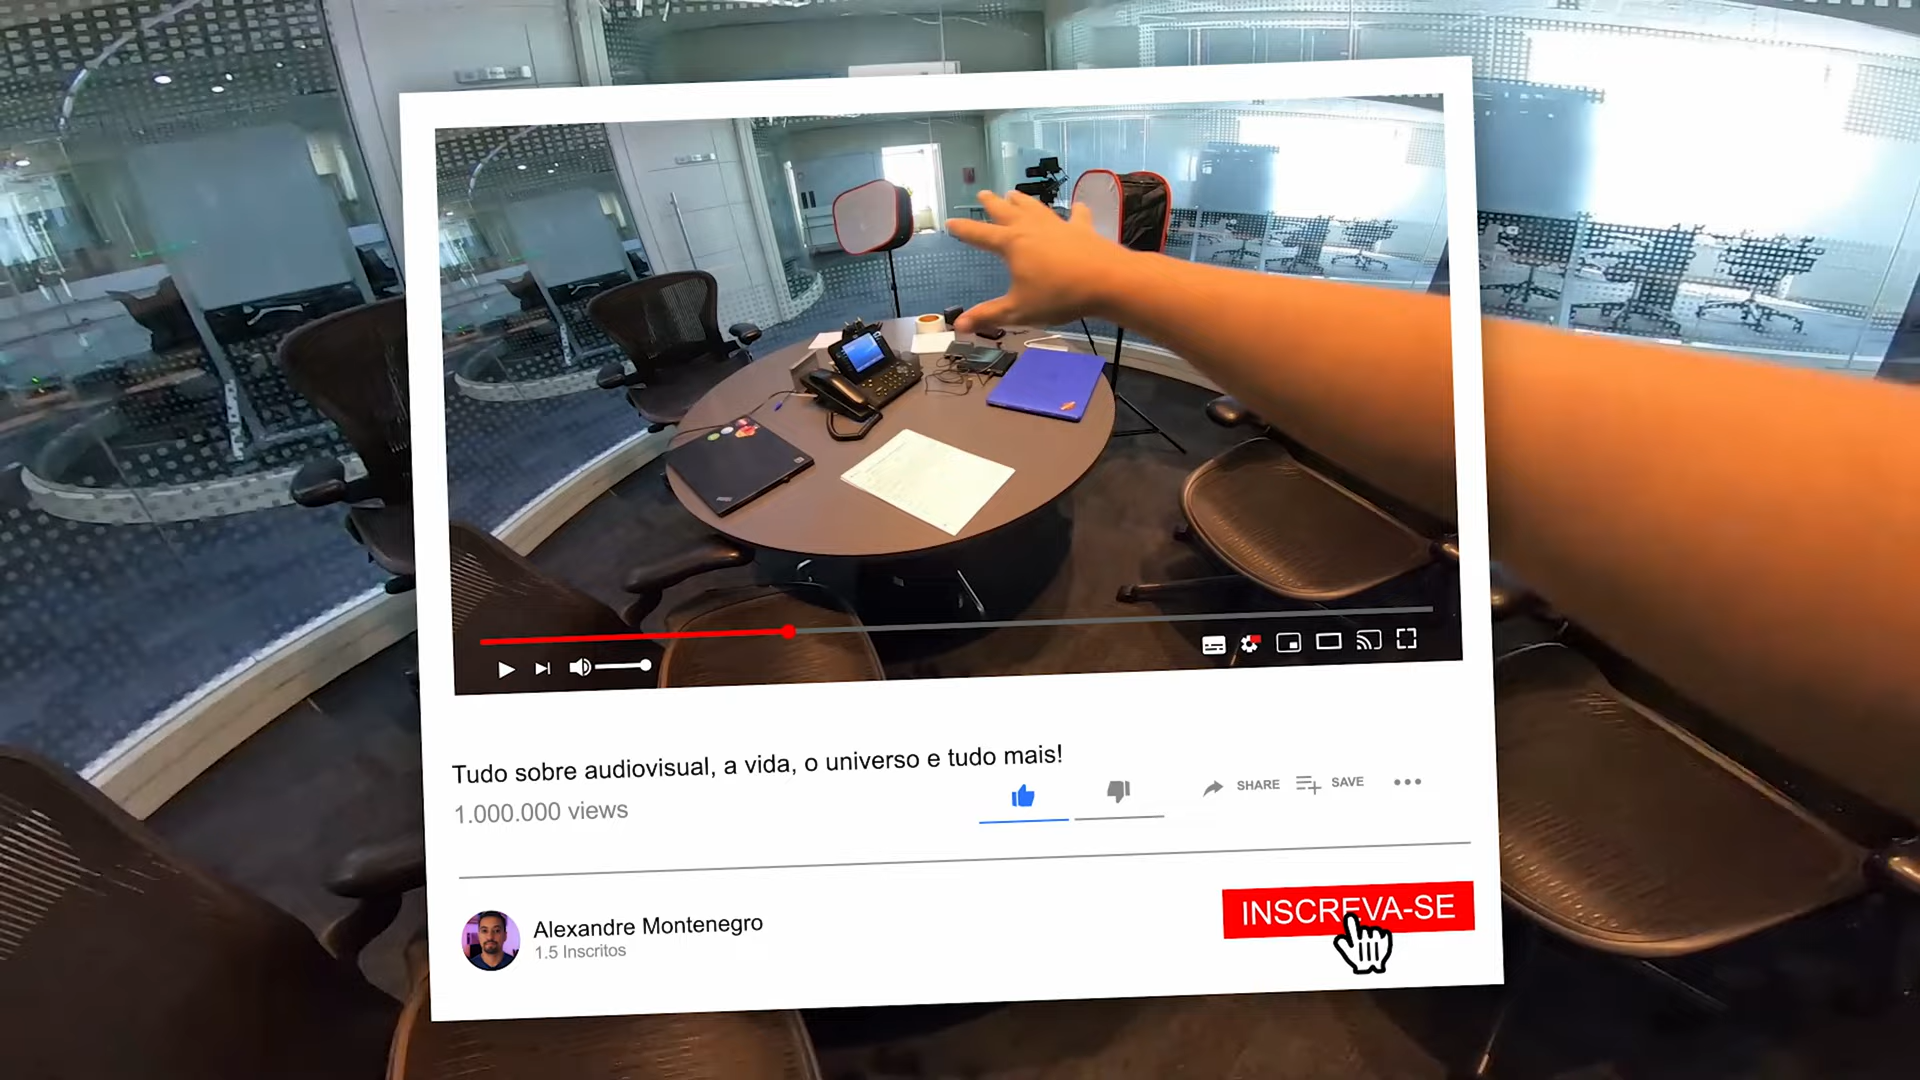 Tudo sobre audiovisual, a vida, o universo e tudo mais!
1.000.000 views
SHARE
SAVE
Alexandre Montenegro
1.5 Inscritos
INSCREVA-SE